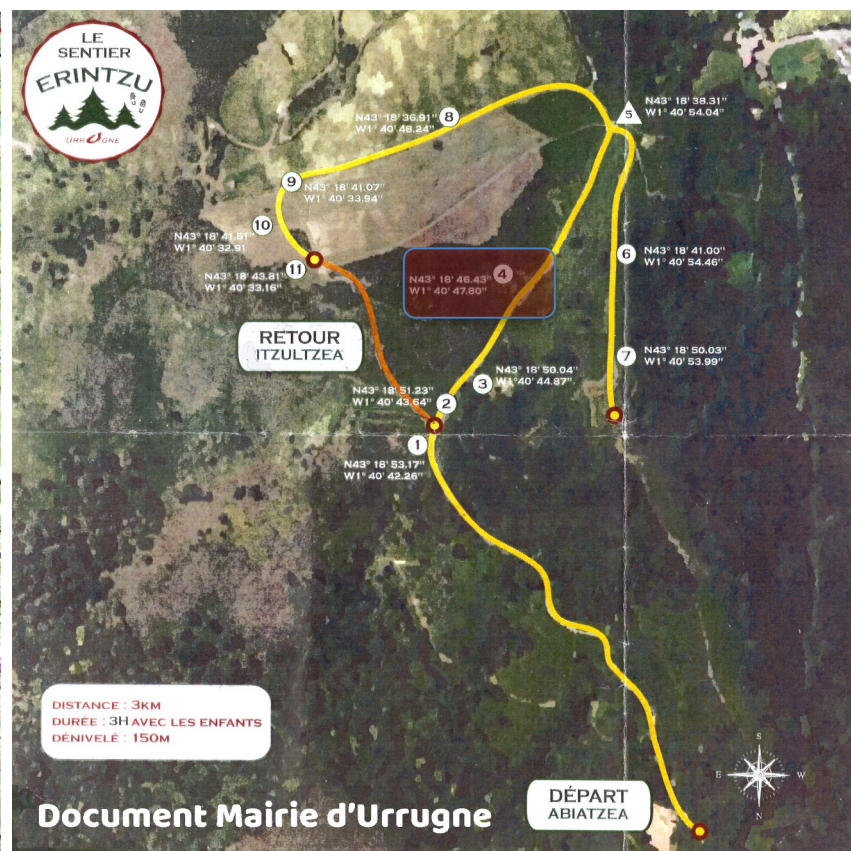 LE
SENTIER
ERINTZU
URRUGNE
N43° 18' 36.91"
W1° 40' 48.24"
8
5
N43° 18' 38.31"
W1° 40' 54.04"
9
N43° 18' 41.07"
W1° 40' 33.94"
10
N43° 18' 41.51"
W1° 40' 32.91
11
N43° 18' 43.81"
W1° 40' 33.16"
4
N43° 18' 46.43"
W1° 40' 47.80"
6
N43° 18' 41.00"
W1° 40' 54.46"
RETOUR
ITZULTZEA
7
N43° 18' 50.03"
W1° 40' 53.99"
3
N43° 18' 50.04"
W1° 40' 44.87"
N43° 18' 51.23"
W1° 40' 43.64"
2
1
N43° 18' 53.17"
W1° 40' 42.26"
DISTANCE : 3KM
DURÉE : 3H AVEC LES ENFANTS
DÉNIVELÉ : 150M
S
E
W
N
DÉPART
ABIATZEA
Document Mairie d'Urrugne